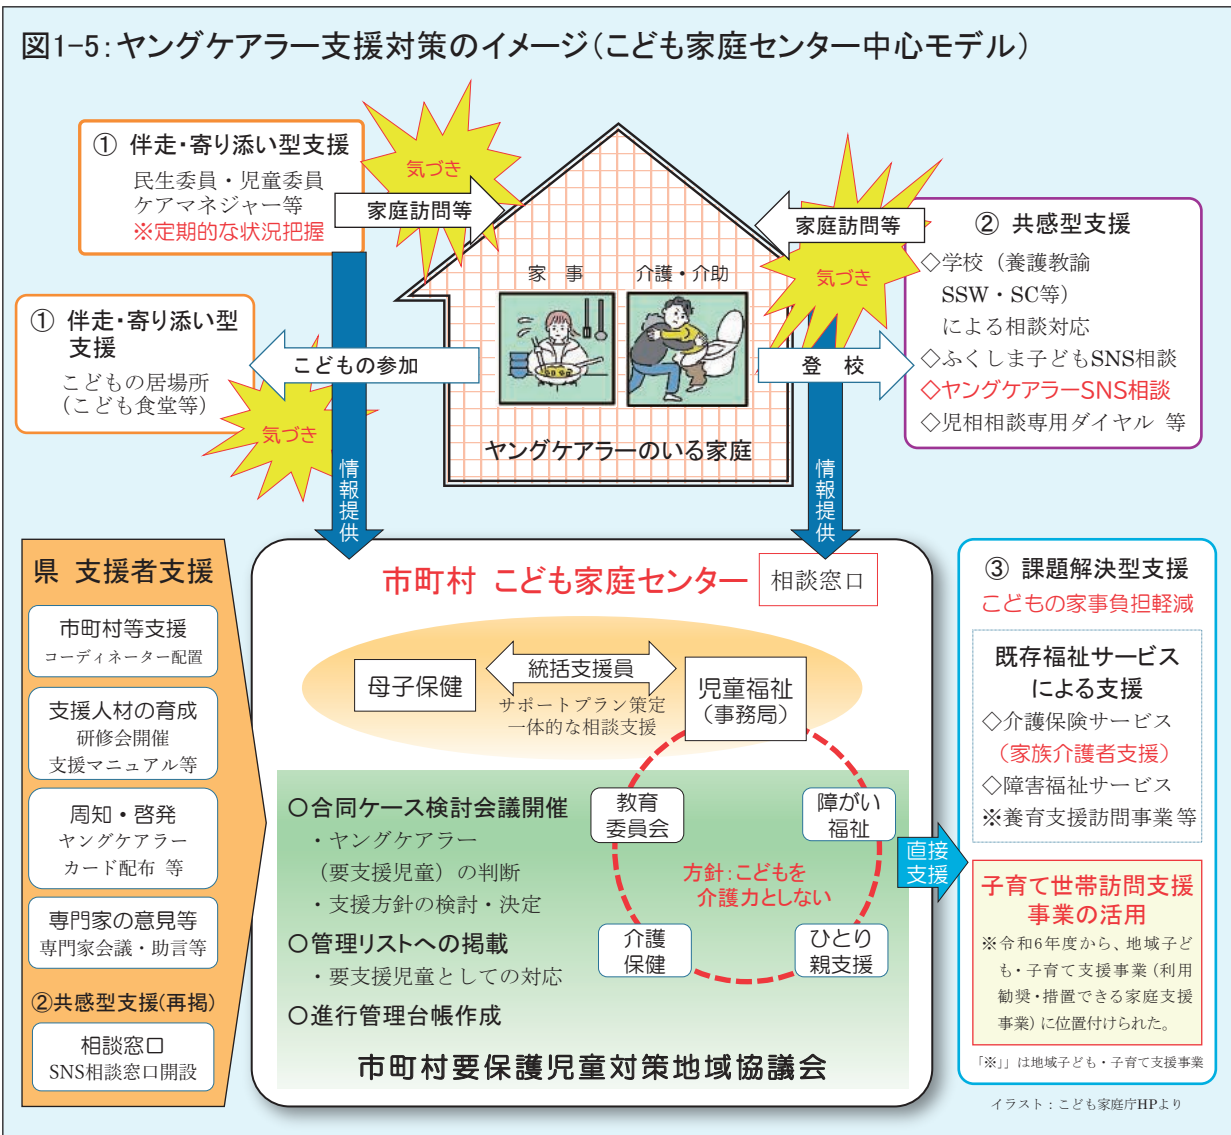 図1-5:ヤングケアラー支援対策のイメージ(こども家庭センター中心モデル)
① 伴走・寄り添い型支援
民生委員・児童委員
ケアマネジャー等
※定期的な状況把握
気づき
家庭訪問等
家庭訪問等
気づき
② 共感型支援
◇学校（養護教諭
SSW・SC等）
による相談対応
◇ふくしま子どもSNS相談
◇ヤングケアラーSNS相談
◇児相相談専用ダイヤル 等
家 事
介護・介助
ヤングケアラーのいる家庭
① 伴走・寄り添い型
支援
こどもの居場所
（こども食堂等）
気づき
こどもの参加
登 校
情報提供
情報提供
県 支援者支援
市町村等支援
コーディネーター配置
支援人材の育成
研修会開催
支援マニュアル等
周知・啓発
ヤングケアラー
カード配布 等
専門家の意見等
専門家会議・助言等
②共感型支援(再掲)
相談窓口
SNS相談窓口開設
市町村 こども家庭センター
相談窓口
母子保健
統括支援員
サポートプラン策定
一体的な相談支援
児童福祉
（事務局）
○合同ケース検討会議開催
・ヤングケアラー
（要支援児童）の判断
・支援方針の検討・決定
○管理リストへの掲載
・要支援児童としての対応
○進行管理台帳作成
教育
委員会
障がい
福祉
方針:こどもを
介護力としない
介護
保健
ひとり
親支援
市町村要保護児童対策地域協議会
直接
支援
③ 課題解決型支援
こどもの家事負担軽減
既存福祉サービス
による支援
◇介護保険サービス
（家族介護者支援）
◇障害福祉サービス
※養育支援訪問事業 等
子育て世帯訪問支援
事業の活用
※令和6年度から、地域子ど
も・子育て支援事業（利用
勧奨・措置できる家庭支援
事業）に位置付けられた。
「※」」は地域子ども・子育て支援事業
イラスト：こども家庭庁HPより